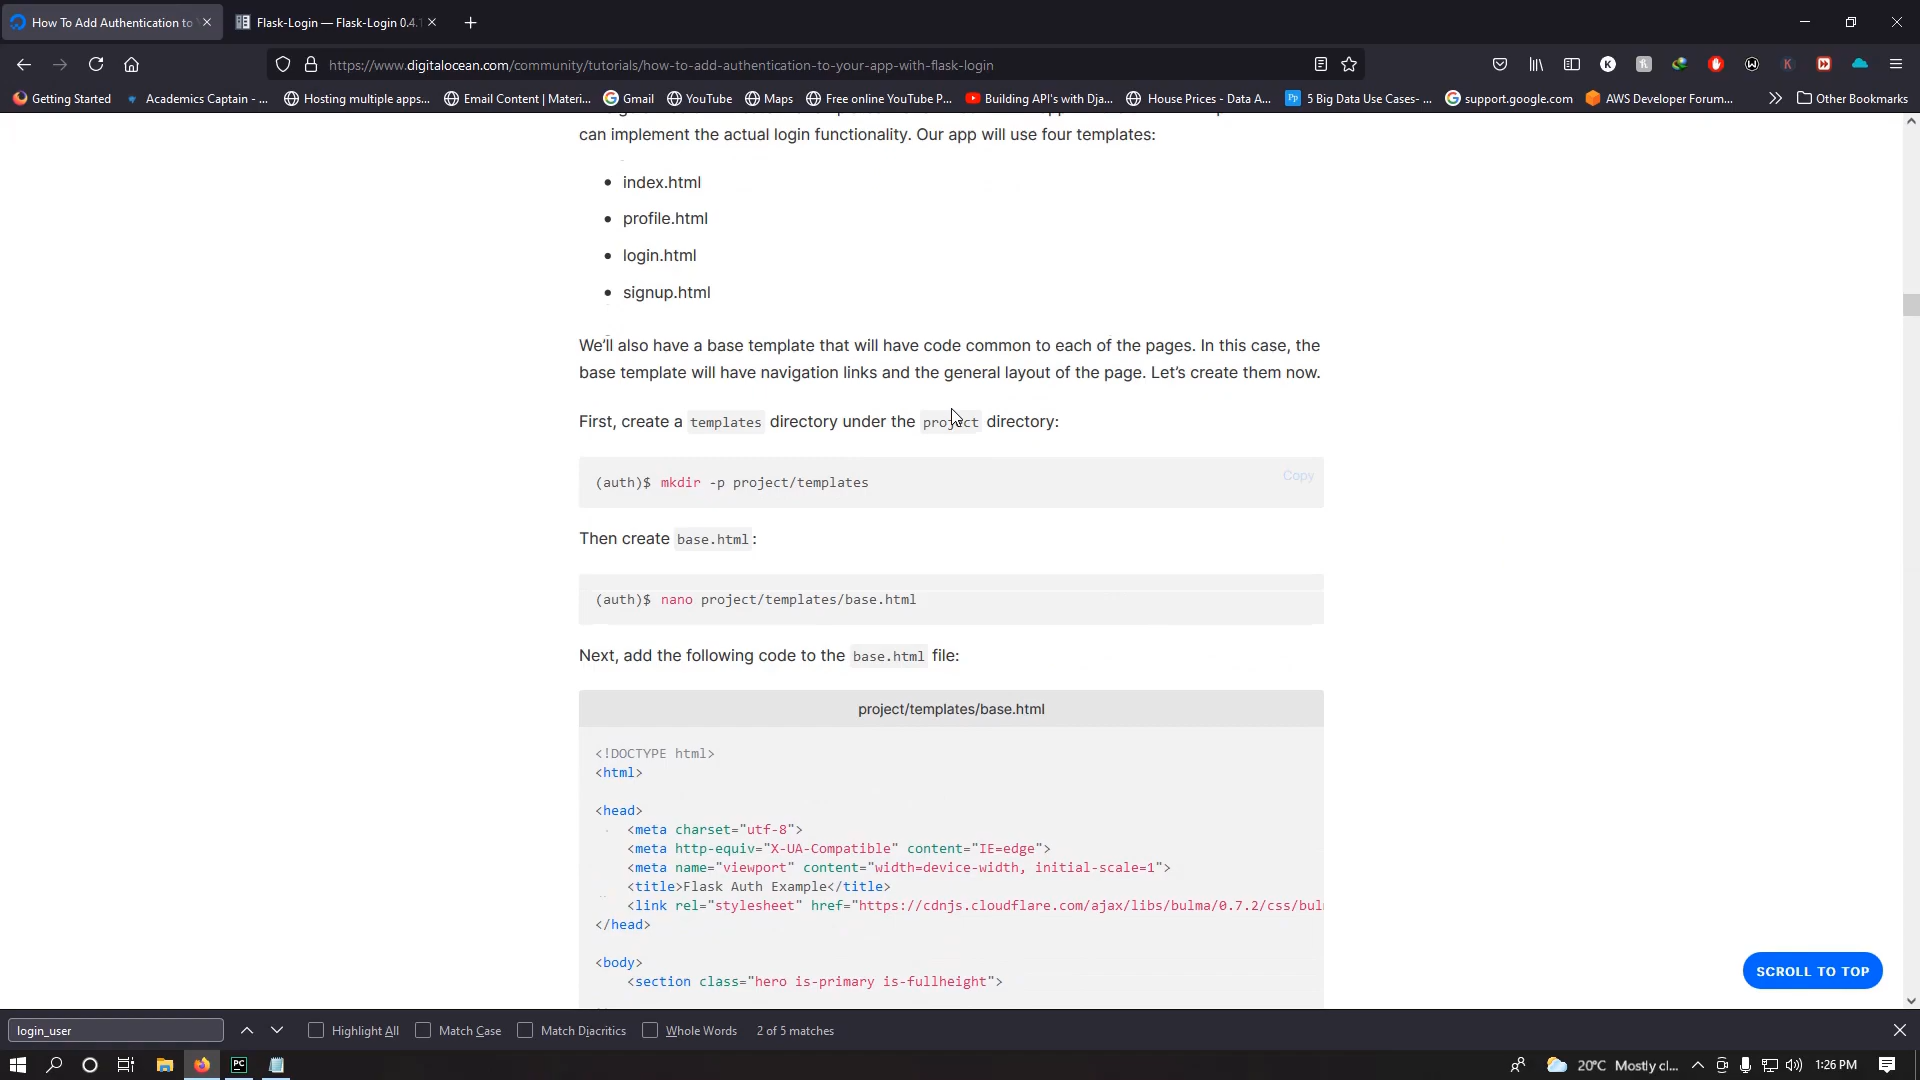 How To Add Authentication to
Flask-Login — Flask-Login 0.4.
https://www.digitalocean.com/community/tutorials/how-to-add-authentication-to-your-app-with-flask-login
Getting Started
Academics Captain - ...
Hosting multiple apps...
Email Content | Materi...
Gmail
YouTube
Maps
Free online YouTube P...
Building API's with Dja...
House Prices - Data A...
5 Big Data Use Cases- ...
support.google.com
AWS Developer Forum...
Other Bookmarks
can implement the actual login functionality. Our app will use four templates:
• index.html
• profile.html
• login.html
• signup.html
We'll also have a base template that will have code common to each of the pages. In this case, the
base template will have navigation links and the general layout of the page. Let's create them now.
First, create a templates directory under the project directory:
Copy
(auth)$ mkdir -p project/templates
Then create base.html:
(auth)$ nano project/templates/base.html
Next, add the following code to the base.html file:
project/templates/base.html
<!DOCTYPE html>
<html>
<head>
<meta charset="utf-8">
<meta http-equiv="X-UA-Compatible" content="IE=edge">
<meta name="viewport" content="width=device-width, initial-scale=1">
<title>Flask Auth Example</title>
<link rel="stylesheet" href="https://cdnjs.cloudflare.com/ajax/libs/bulma/0.7.2/css/bul
</head>
<body>
<section class="hero is-primary is-fullheight">
SCROLL TO TOP
login_user
Highlight All
Match Case
Match Diacritics
Whole Words
2 of 5 matches
20°C Mostly cl...
1:26 PM